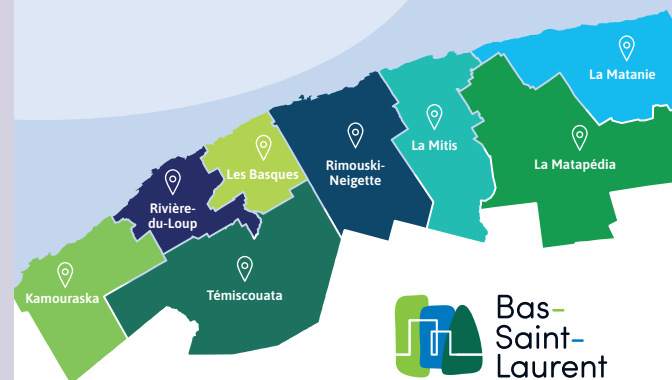 La Matanie
La Matapédia
La Mitis
Rimouski-
Neigette
Les Basques
Rivière-
du-Loup
Témiscouata
Kamouraska
Bas-
Saint-
Laurent